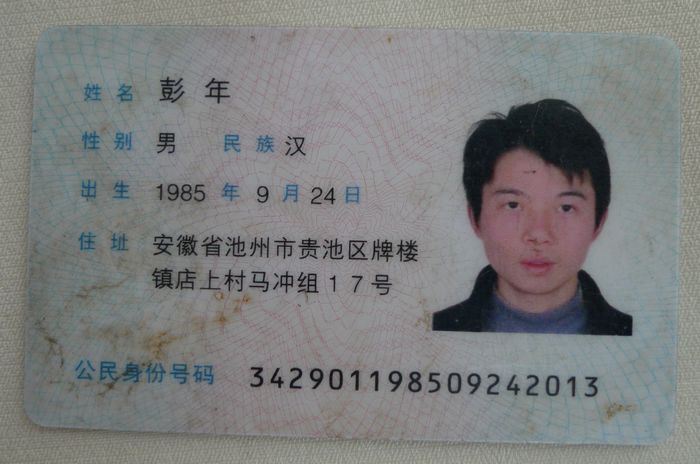 姓名 彭年
性别 男 民族 汉
出生 1985 年 9 月 24 日
住址 安徽省池州市贵池区牌楼
镇店上村马冲组17号
公民身份号码 342901198509242013